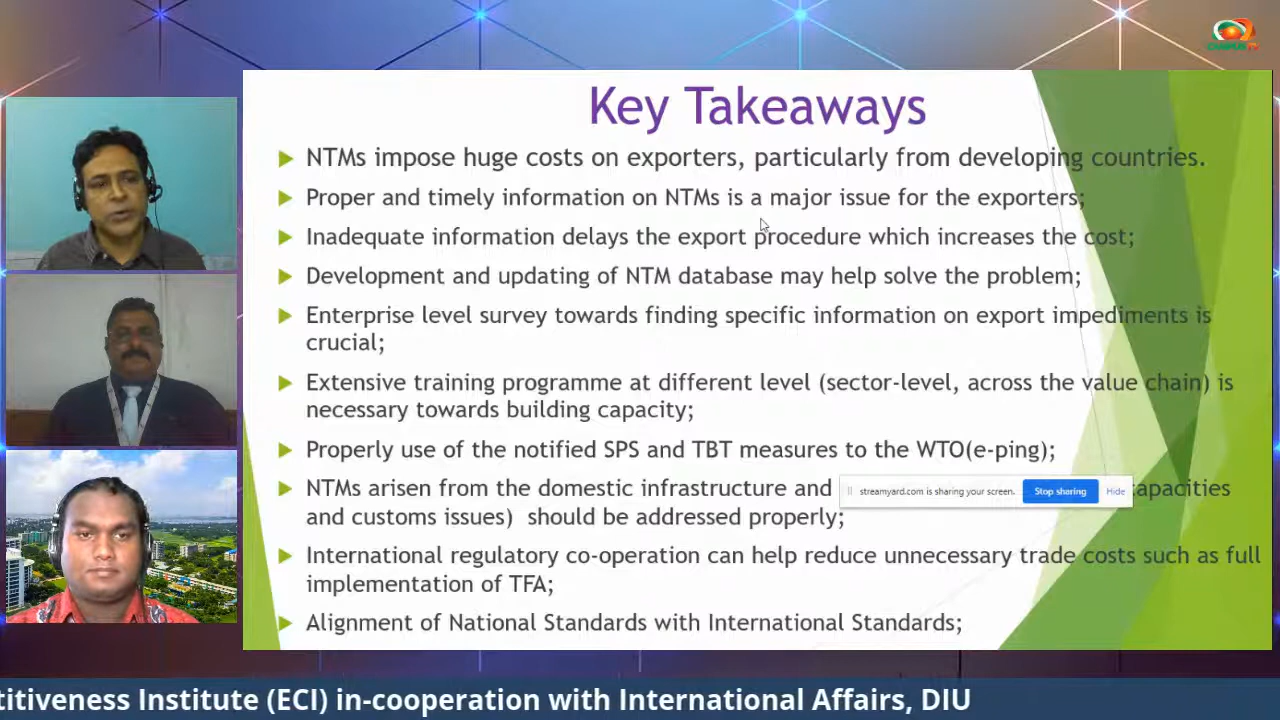 CAMPUS TV
Key Takeaways
NTMs impose huge costs on exporters, particularly from developing countries.
Proper and timely information on NTMs is a major issue for the exporters;
Inadequate information delays the export procedure which increases the cost;
Development and updating of NTM database may help solve the problem;
Enterprise level survey towards finding specific information on export impediments is
crucial;
Extensive training programme at different level (sector-level, across the value chain) is
necessary towards building capacity;
Properly use of the notified SPS and TBT measures to the WTO(e-ping);
NTMs arisen from the domestic infrastructure and
streamyard.com is sharing your screen. Stop sharing Hide
apacities
and customs issues) should be addressed properly;
International regulatory co-operation can help reduce unnecessary trade costs such as full
implementation of TFA;
Alignment of National Standards with International Standards;
titiveness Institute (ECI) in-cooperation with International Affairs, DIU